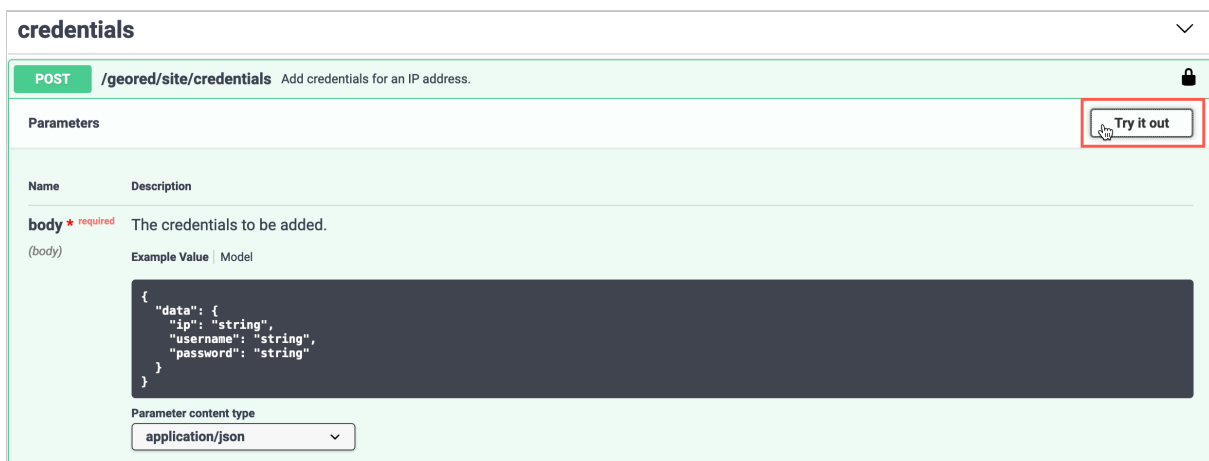 credentials
POST /geored/site/credentials Add credentials for an IP address.
Parameters Try it out
Name Description
body * required The credentials to be added.
(body)
Example Value Model
{
"data": {
"ip": "string",
"username": "string",
"password": "string"
}
}
Parameter content type
application/json